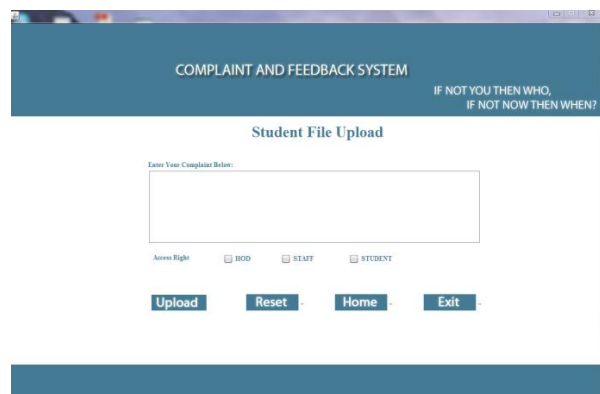 COMPLAINT AND FEEDBACK SYSTEM
IF NOT YOU THEN WHO,
IF NOT NOW THEN WHEN?
Student File Upload
Enter Your Complaint Below:
Access Right HOD STAFF STUDENT
Upload Reset Home Exit